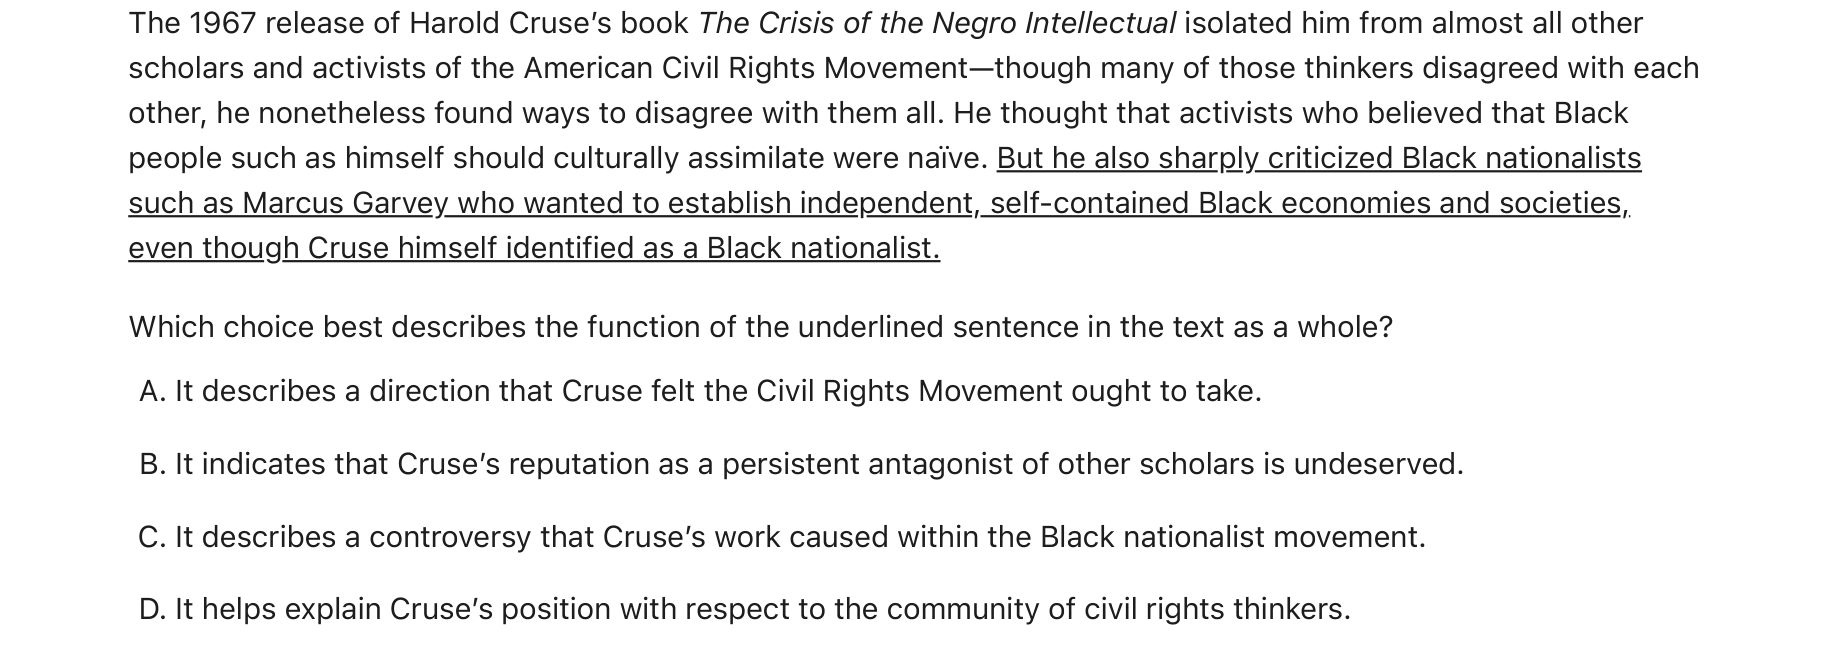 The 1967 release of Harold Cruse’s book The Crisis of the Negro Intellectual isolated him from almost all other
scholars and activists of the American Civil Rights Movement—though many of those thinkers disagreed with each
other, he nonetheless found ways to disagree with them all. He thought that activists who believed that Black
people such as himself should culturally assimilate were naïve. But he also sharply criticized Black nationalists
such as Marcus Garvey who wanted to establish independent, self-contained Black economies and societies,
even though Cruse himself identified as a Black nationalist.
Which choice best describes the function of the underlined sentence in the text as a whole?
A. It describes a direction that Cruse felt the Civil Rights Movement ought to take.
B. It indicates that Cruse’s reputation as a persistent antagonist of other scholars is undeserved.
C. It describes a controversy that Cruse’s work caused within the Black nationalist movement.
D. It helps explain Cruse’s position with respect to the community of civil rights thinkers.